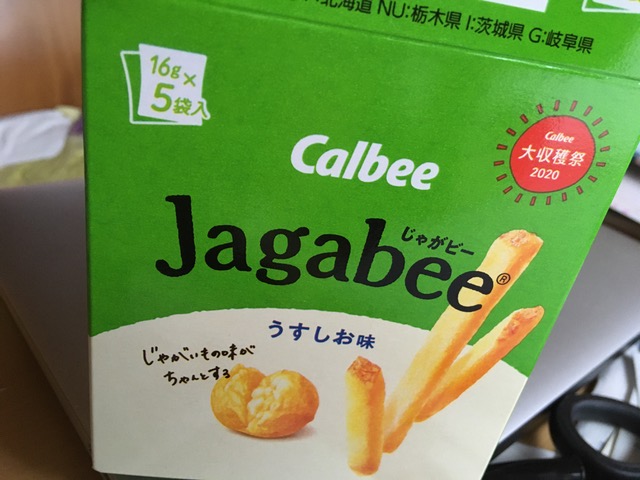 北海道 NU:栃木県 I:茨城県 G:岐阜県
16g×
5袋入
Calbee
大収穫祭
2020
Calbee
じゃがビー
Jagabee®
うすしお味
じゃがいもの味が
ちゃんとする